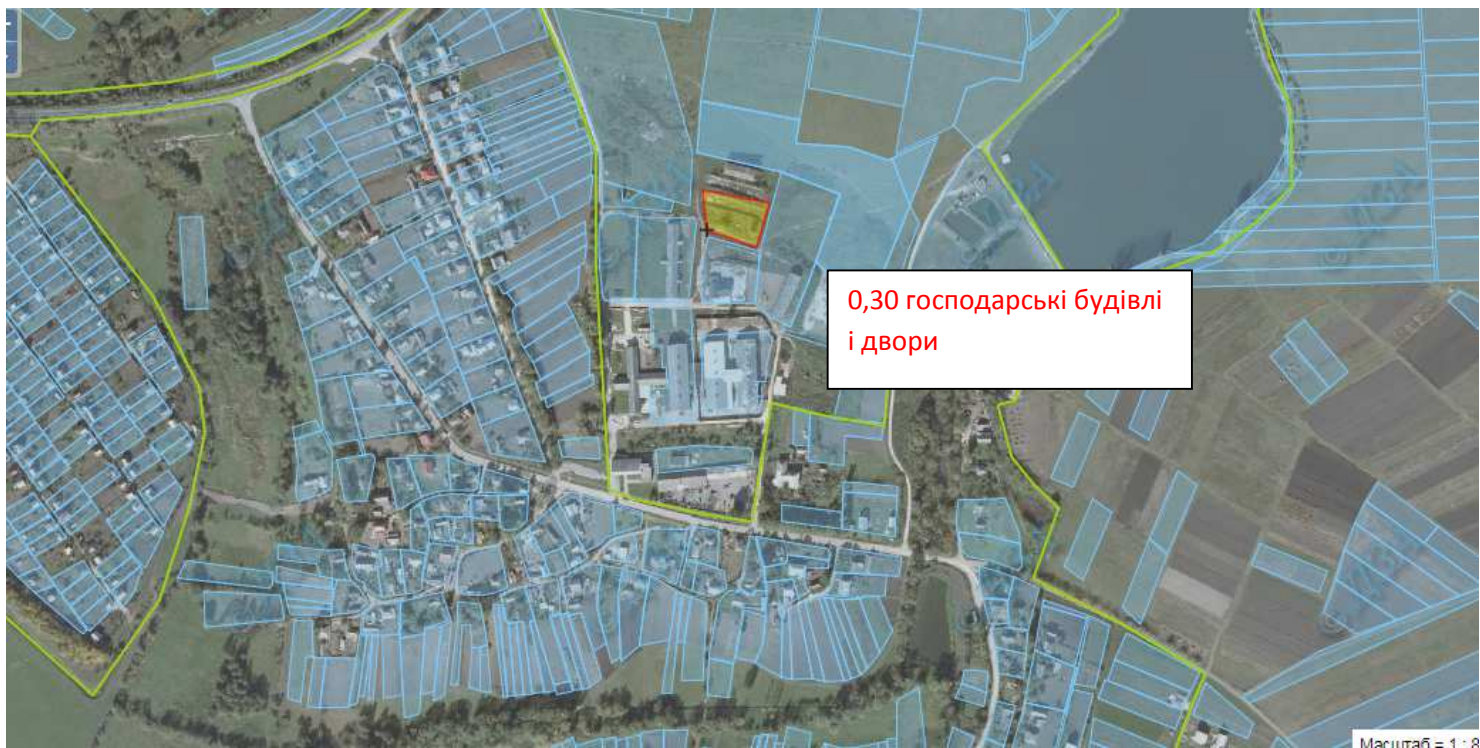 0,30 господарські будівлі
і двори
Масштаб = 1 : 8